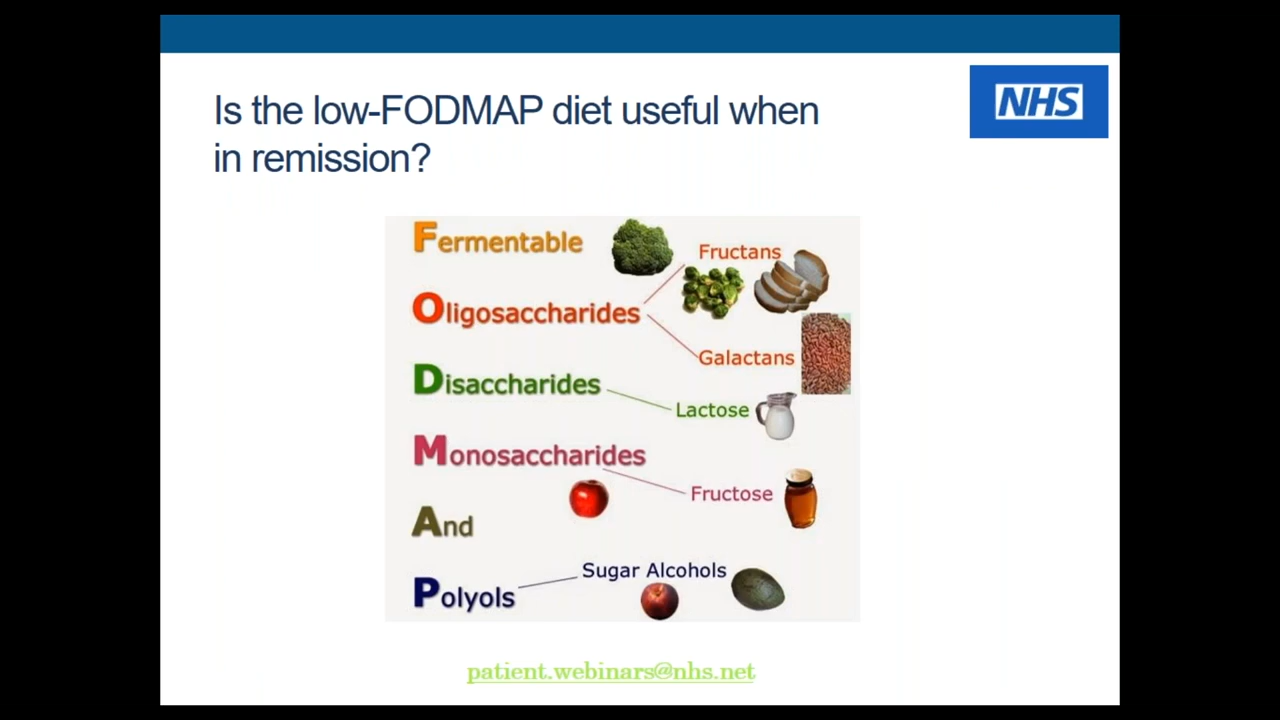 Is the low-FODMAP diet useful when
in remission?
NHS
Fermentable
Fructans
Oligosaccharides
Galactans
Disaccharides
Lactose
Monosaccharides
Fructose
And
Sugar Alcohols
Polyols
patient.webinars@nhs.net